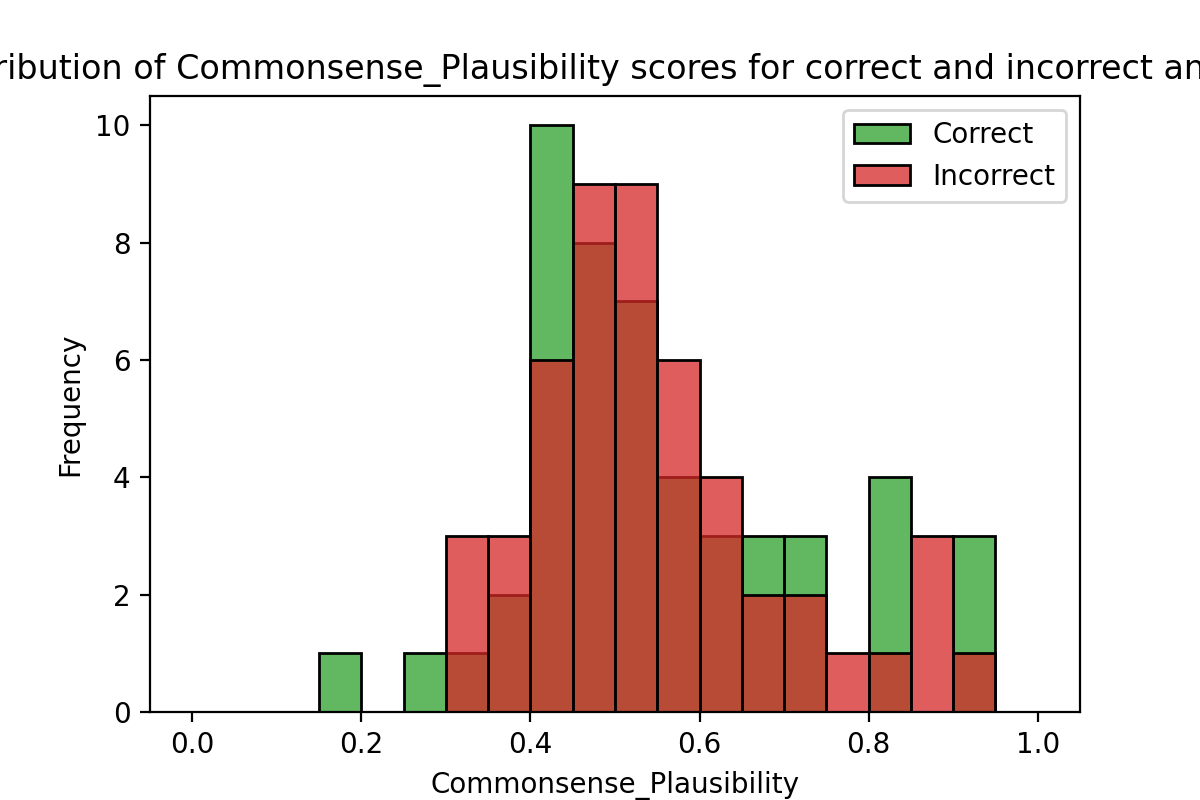 ribution of Commonsense_Plausibility scores for correct and incorrect an
Correct
Incorrect
10
8
6
4
2
0
Frequency
0.0 0.2 0.4 0.6 0.8 1.0
Commonsense_Plausibility